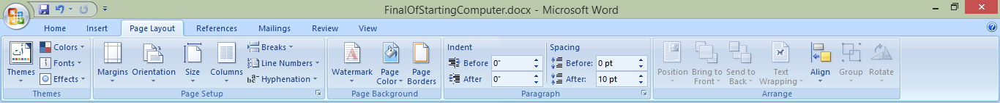 FinalOfStartingComputer.docx - Microsoft Word
Home Insert Page Layout References Mailings Review View
Themes
Colors
Fonts
Effects
Themes
Margins
Orientation
Size
Columns
Breaks
Line Numbers
Hyphenation
Page Setup
Watermark
Page Color
Page Borders
Page Background
Indent
Before 0"
After 0"
Spacing
Before: 0 pt
After: 10 pt
Paragraph
Position
Bring to Front
Send to Back
Text Wrapping
Align
Group
Rotate
Arrange